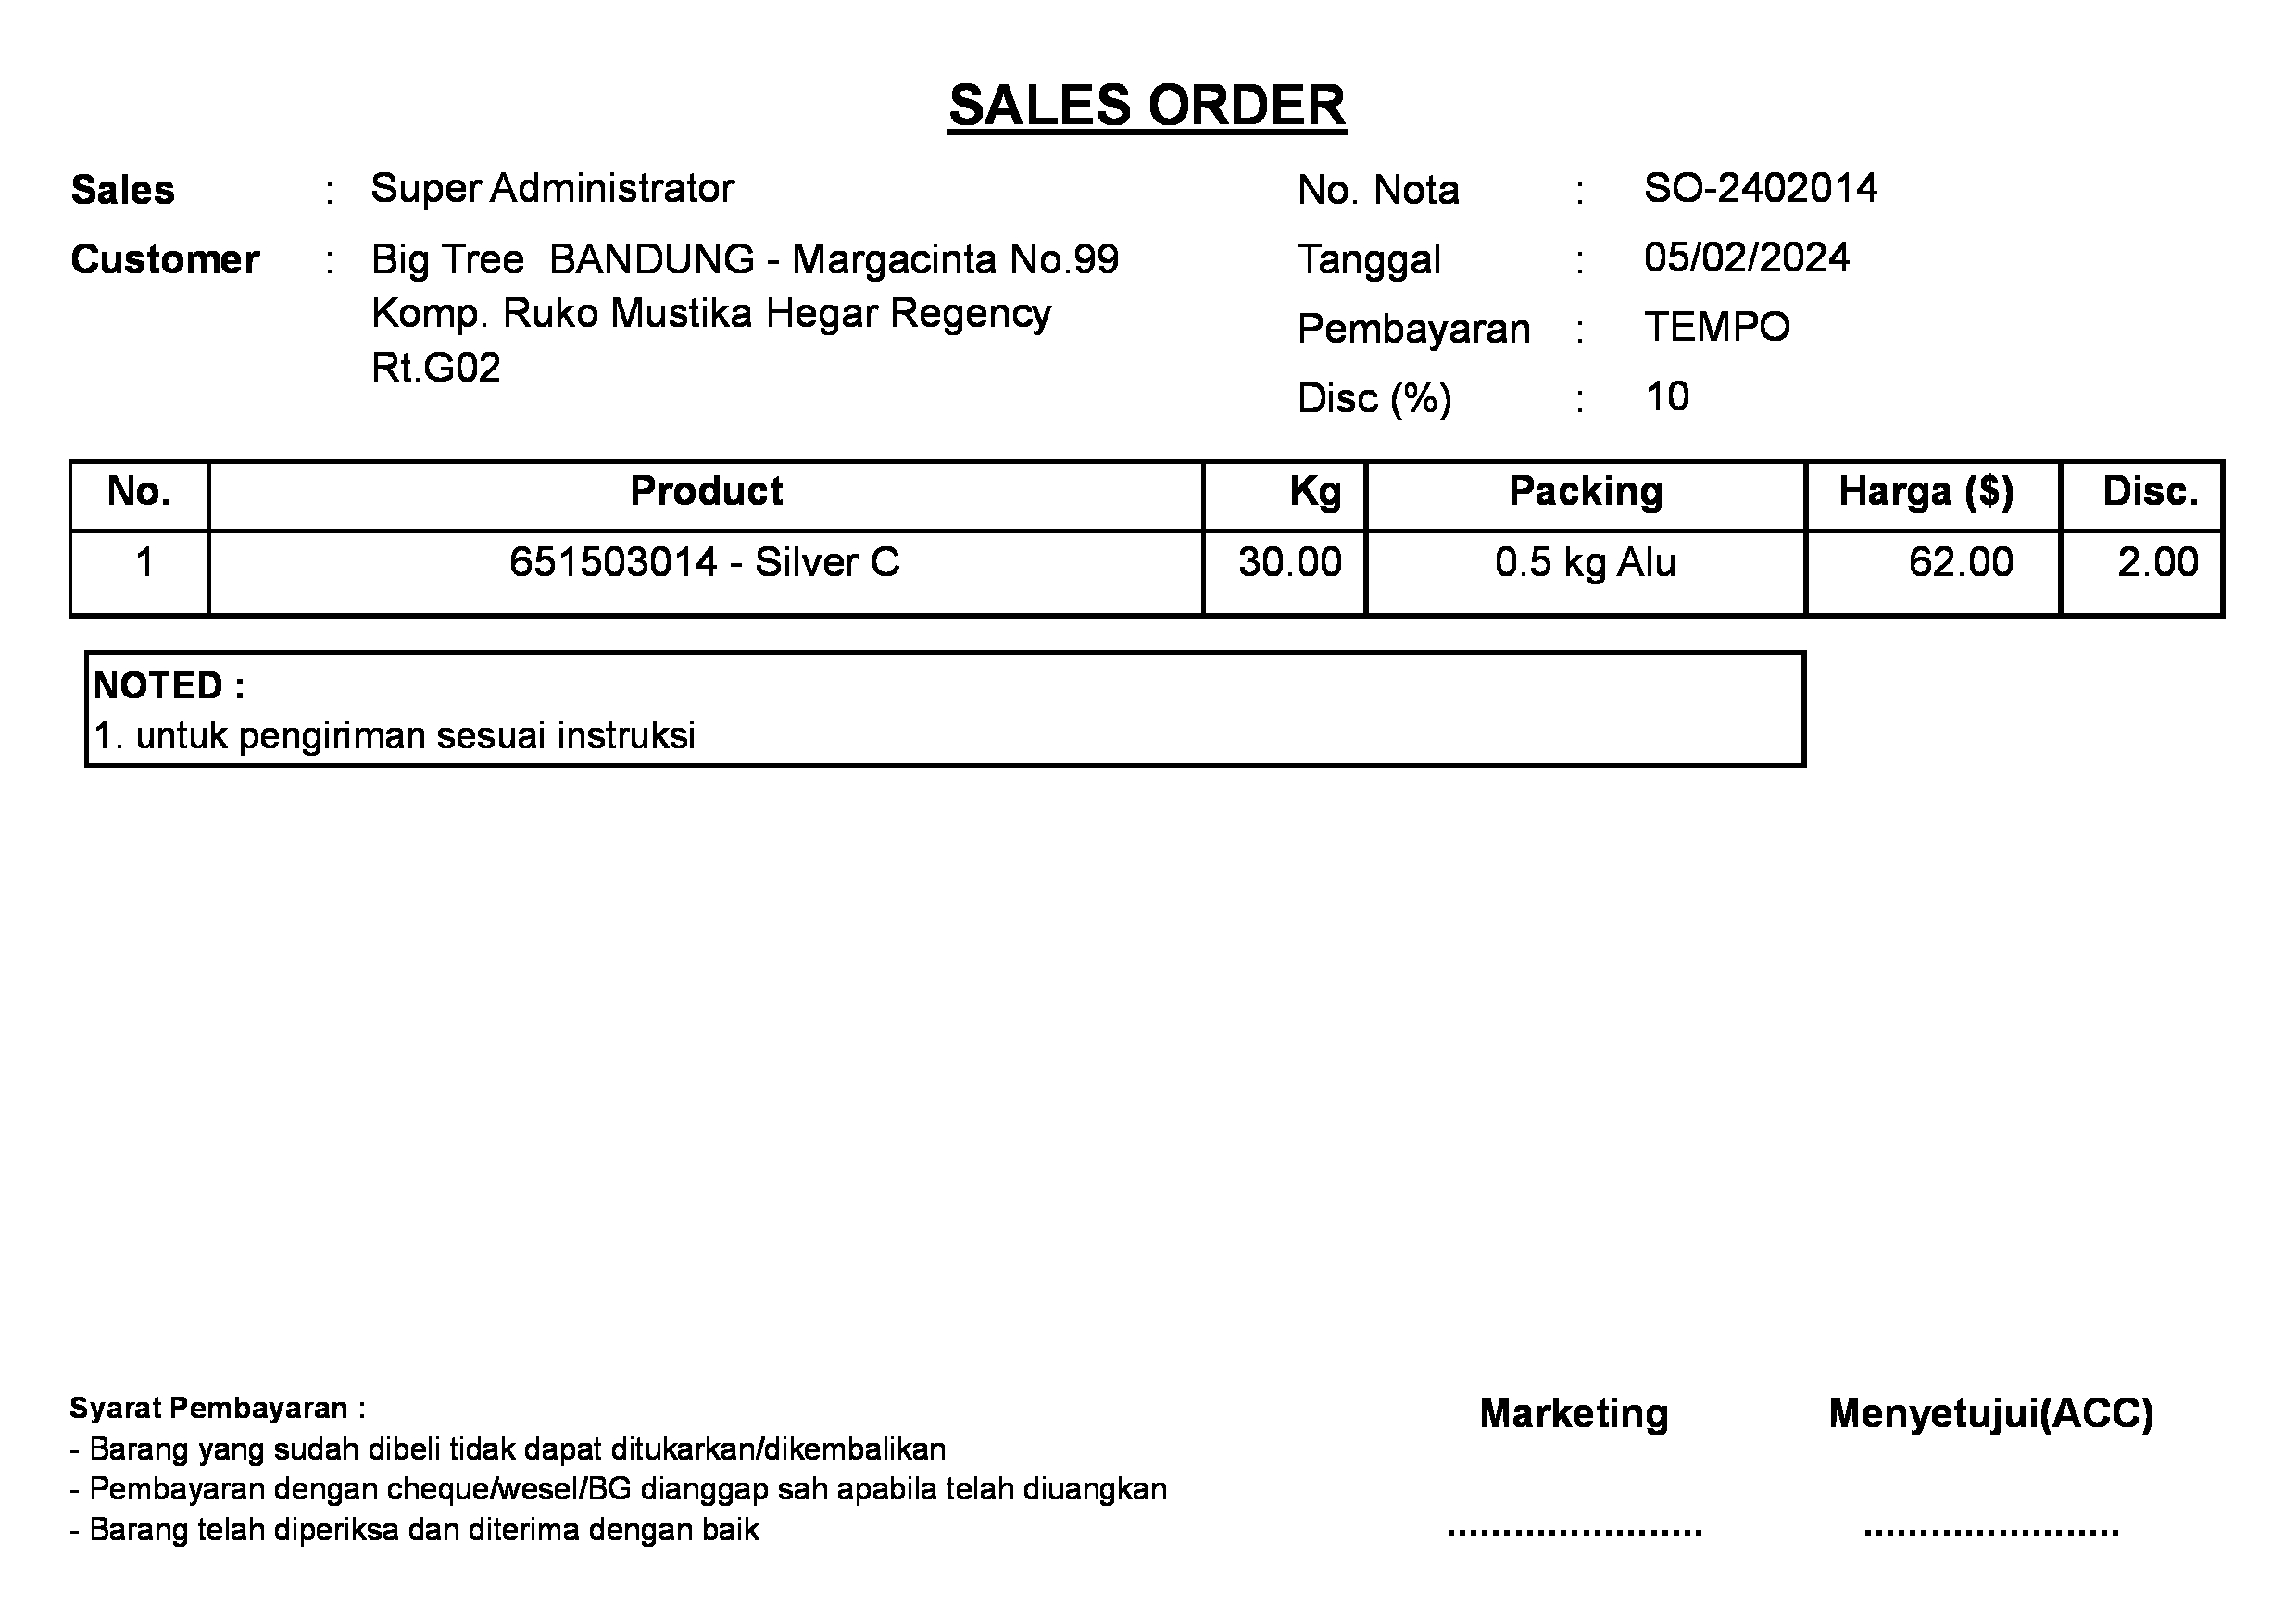 SALES ORDER
Sales : Super Administrator
Customer : Big Tree BANDUNG - Margacinta No.99
Komp. Ruko Mustika Hegar Regency
Rt.G02
No. Nota : SO-2402014
Tanggal : 05/02/2024
Pembayaran : TEMPO
Disc (%) : 10
No. Product Kg Packing Harga ($) Disc.
1 651503014 - Silver C 30.00 0.5 kg Alu 62.00 2.00
NOTED :
1. untuk pengiriman sesuai instruksi
Syarat Pembayaran :
- Barang yang sudah dibeli tidak dapat ditukarkan/dikembalikan
- Pembayaran dengan cheque/wesel/BG dianggap sah apabila telah diuangkan
- Barang telah diperiksa dan diterima dengan baik
Marketing Menyetujui(ACC)
........................ ........................